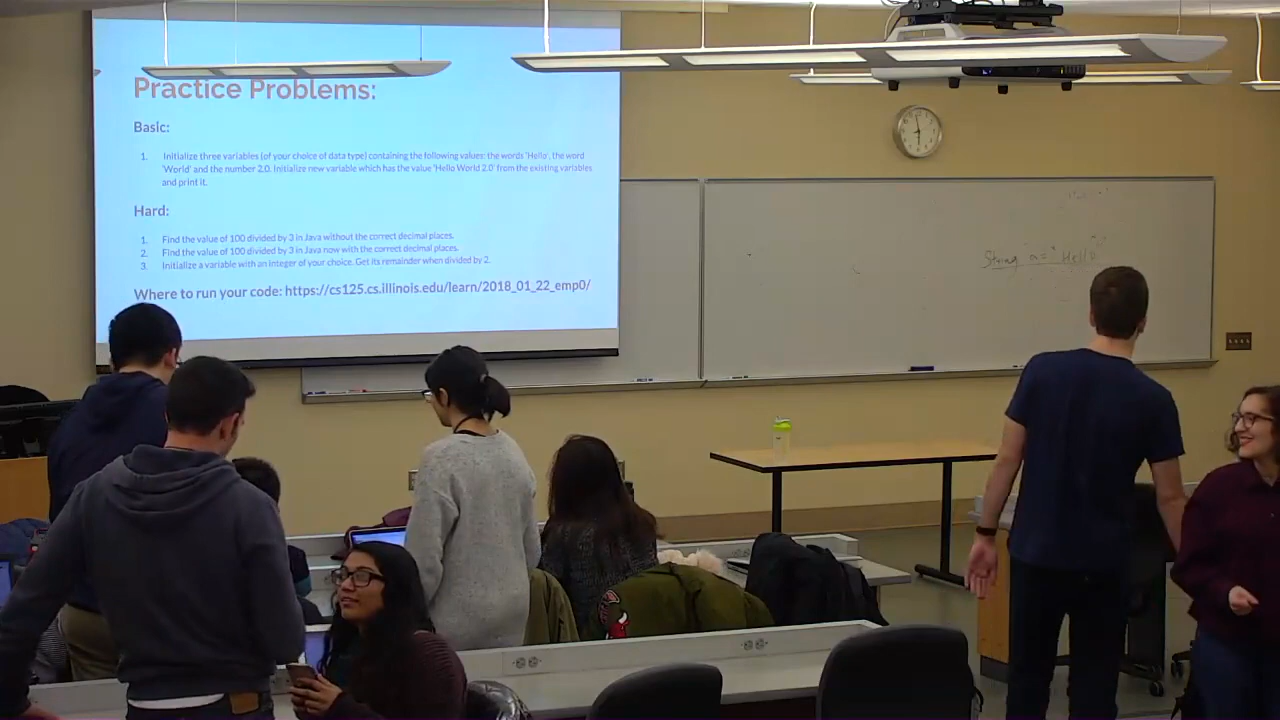 Practice Problems:
Basic:
1. Initialize three variables (of your choice of data type) containing the following values: the words 'Hello', the word
'World' and the number 2.0. Initialize new variable which has the value 'Hello World 2.0' from the existing variables
and print it.
Hard:
1. Find the value of 100 divided by 3 in Java without the correct decimal places.
2. Find the value of 100 divided by 3 in Java now with the correct decimal places.
3. Initialize a variable with an integer of your choice. Get its remainder when divided by 2.
Where to run your code: https://cs125.cs.illinois.edu/learn/2018_01_22_emp0/
String n = "Hello"